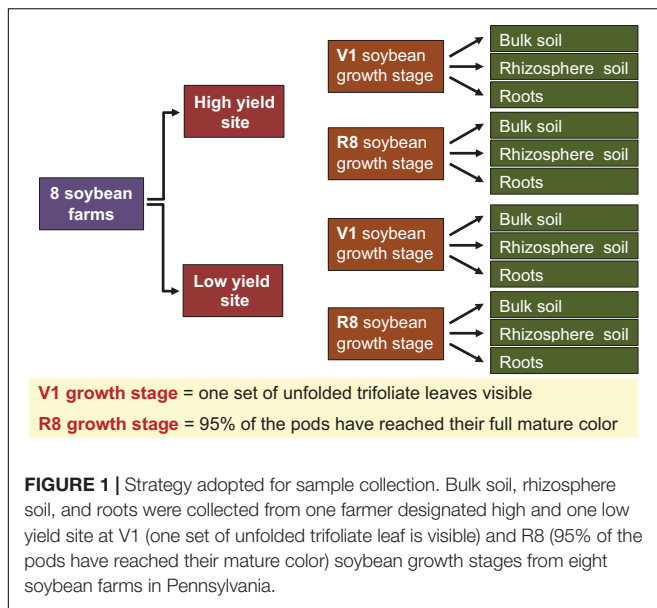 8 soybean
farms
High yield
site
Low yield
site
V1 soybean
growth stage
Bulk soil
Rhizosphere soil
Roots
R8 soybean
growth stage
Bulk soil
Rhizosphere soil
Roots
V1 soybean
growth stage
Bulk soil
Rhizosphere soil
Roots
R8 soybean
growth stage
Bulk soil
Rhizosphere soil
Roots
V1 growth stage = one set of unfolded trifoliate leaves visible
R8 growth stage = 95% of the pods have reached their full mature color
FIGURE 1 | Strategy adopted for sample collection. Bulk soil, rhizosphere
soil, and roots were collected from one farmer designated high and one low
yield site at V1 (one set of unfolded trifoliate leaf is visible) and R8 (95% of the
pods have reached their mature color) soybean growth stages from eight
soybean farms in Pennsylvania.